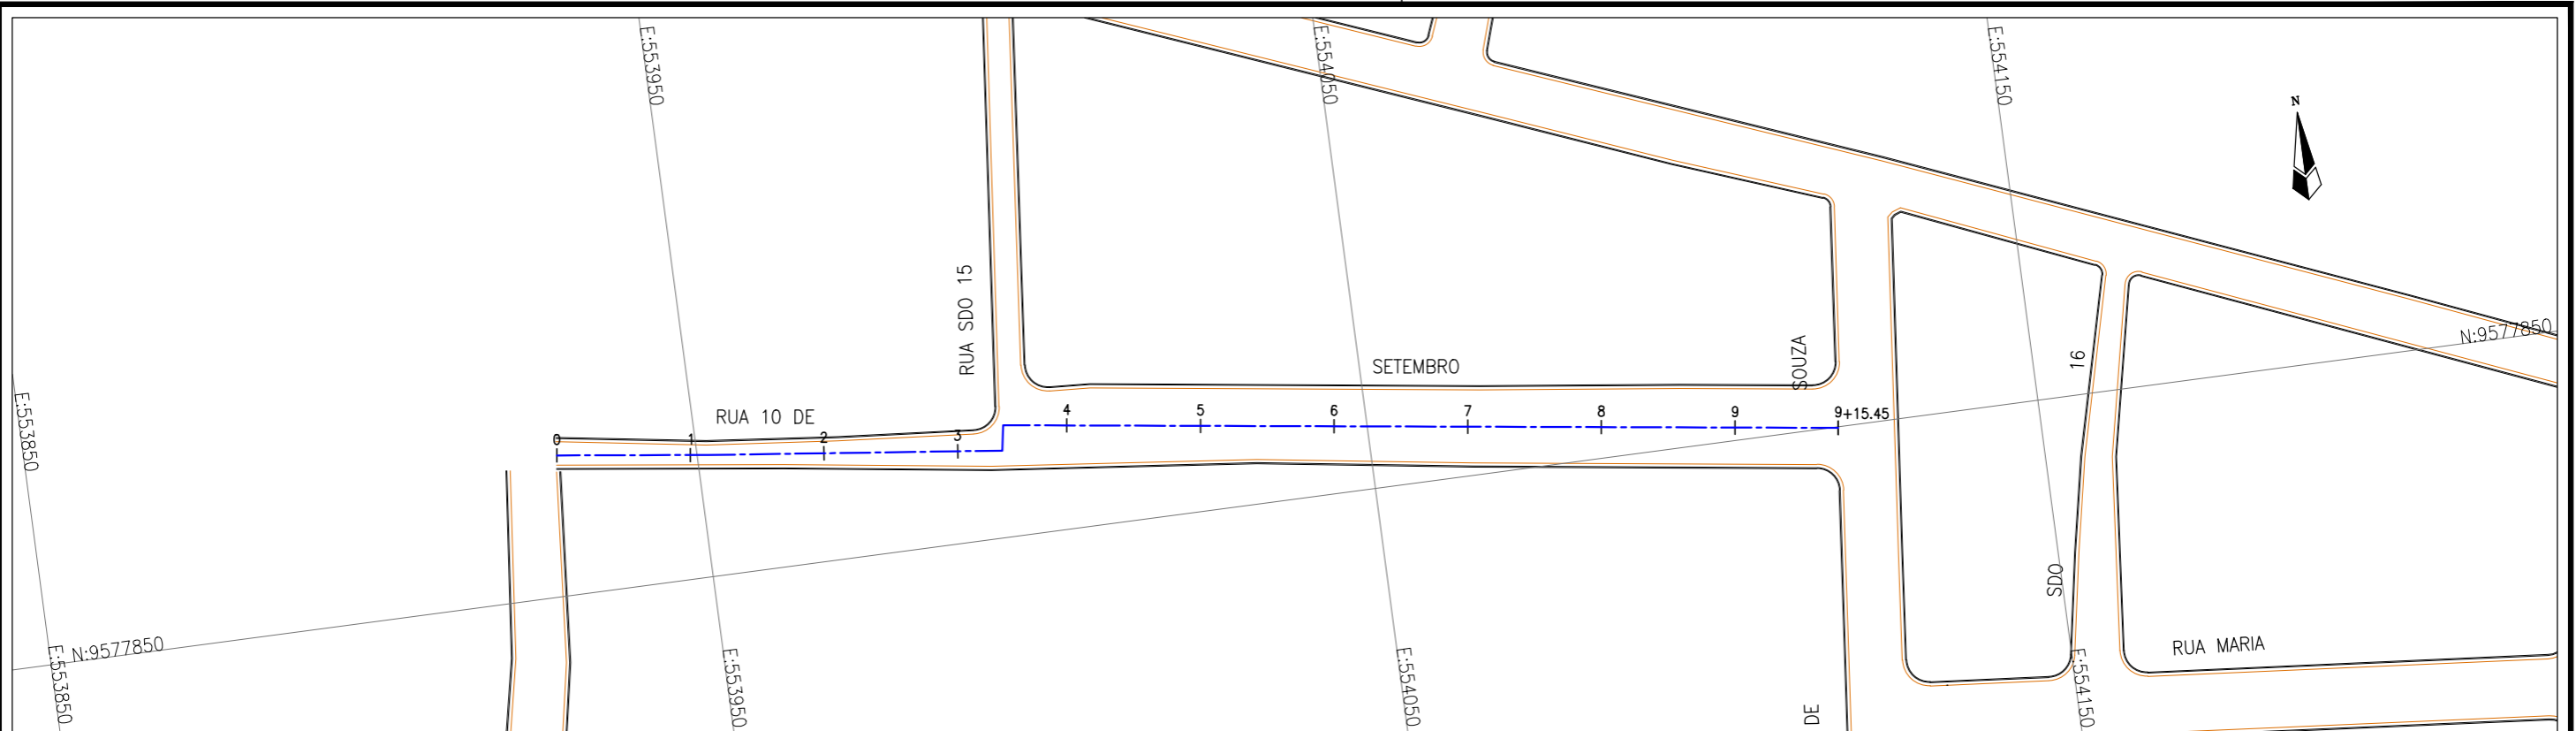 E:553950
E:554050
E:554150
N
RUA SDO 15
N:9577850
SOUZA
16
SETEMBRO
E:553850
RUA 10 DE
0
1
2
3
4
5
6
7
8
9
9+15.45
SDO
N:9577850
RUA MARIA
E:553850
E:553950
E:554050
E:554150
DE